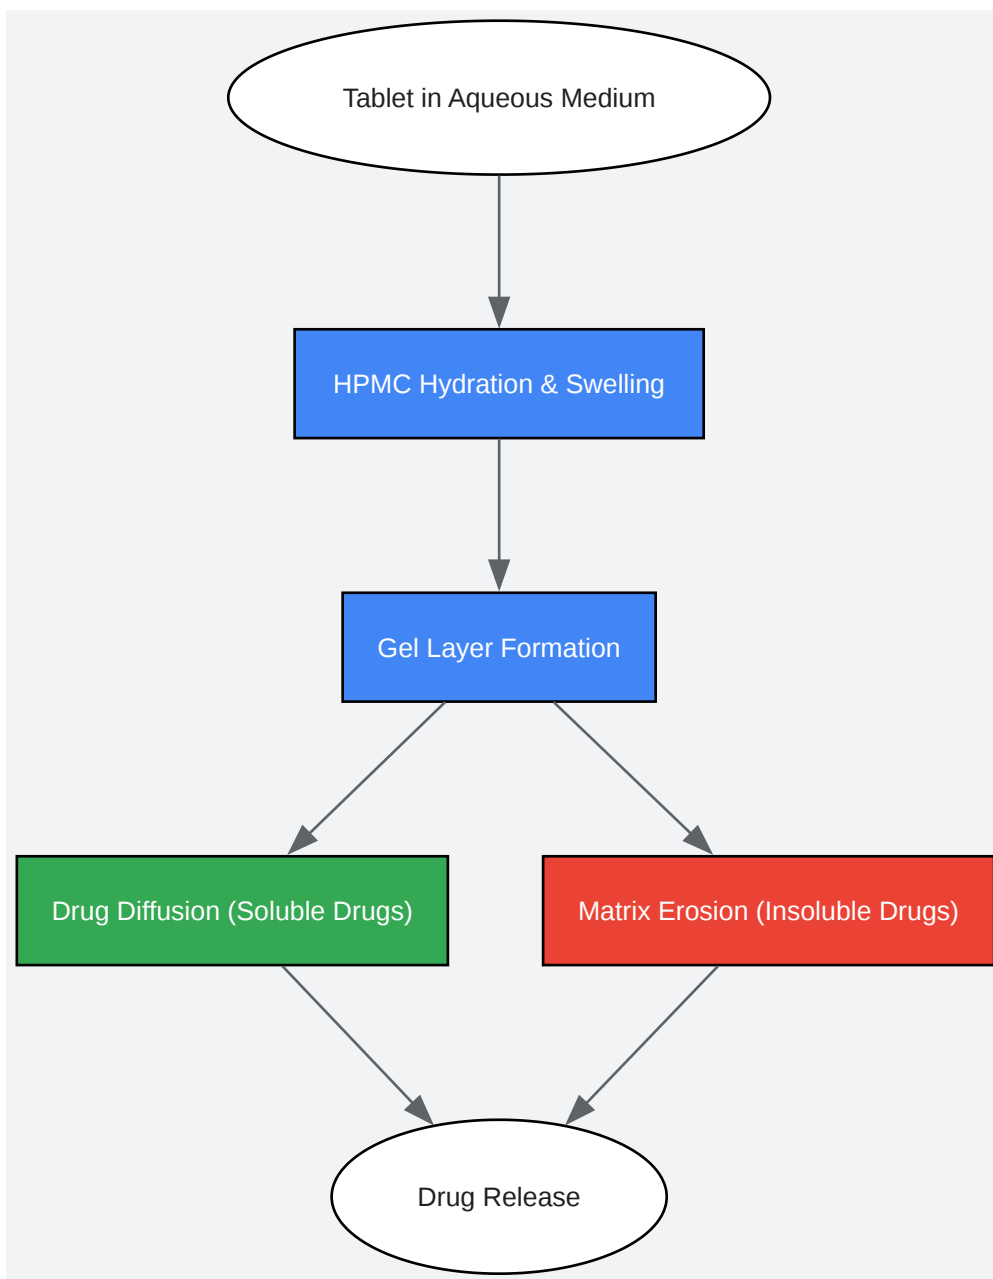 Tablet in Aqueous Medium
HPMC Hydration & Swelling
Gel Layer Formation
Drug Diffusion (Soluble Drugs)
Matrix Erosion (Insoluble Drugs)
Drug Release